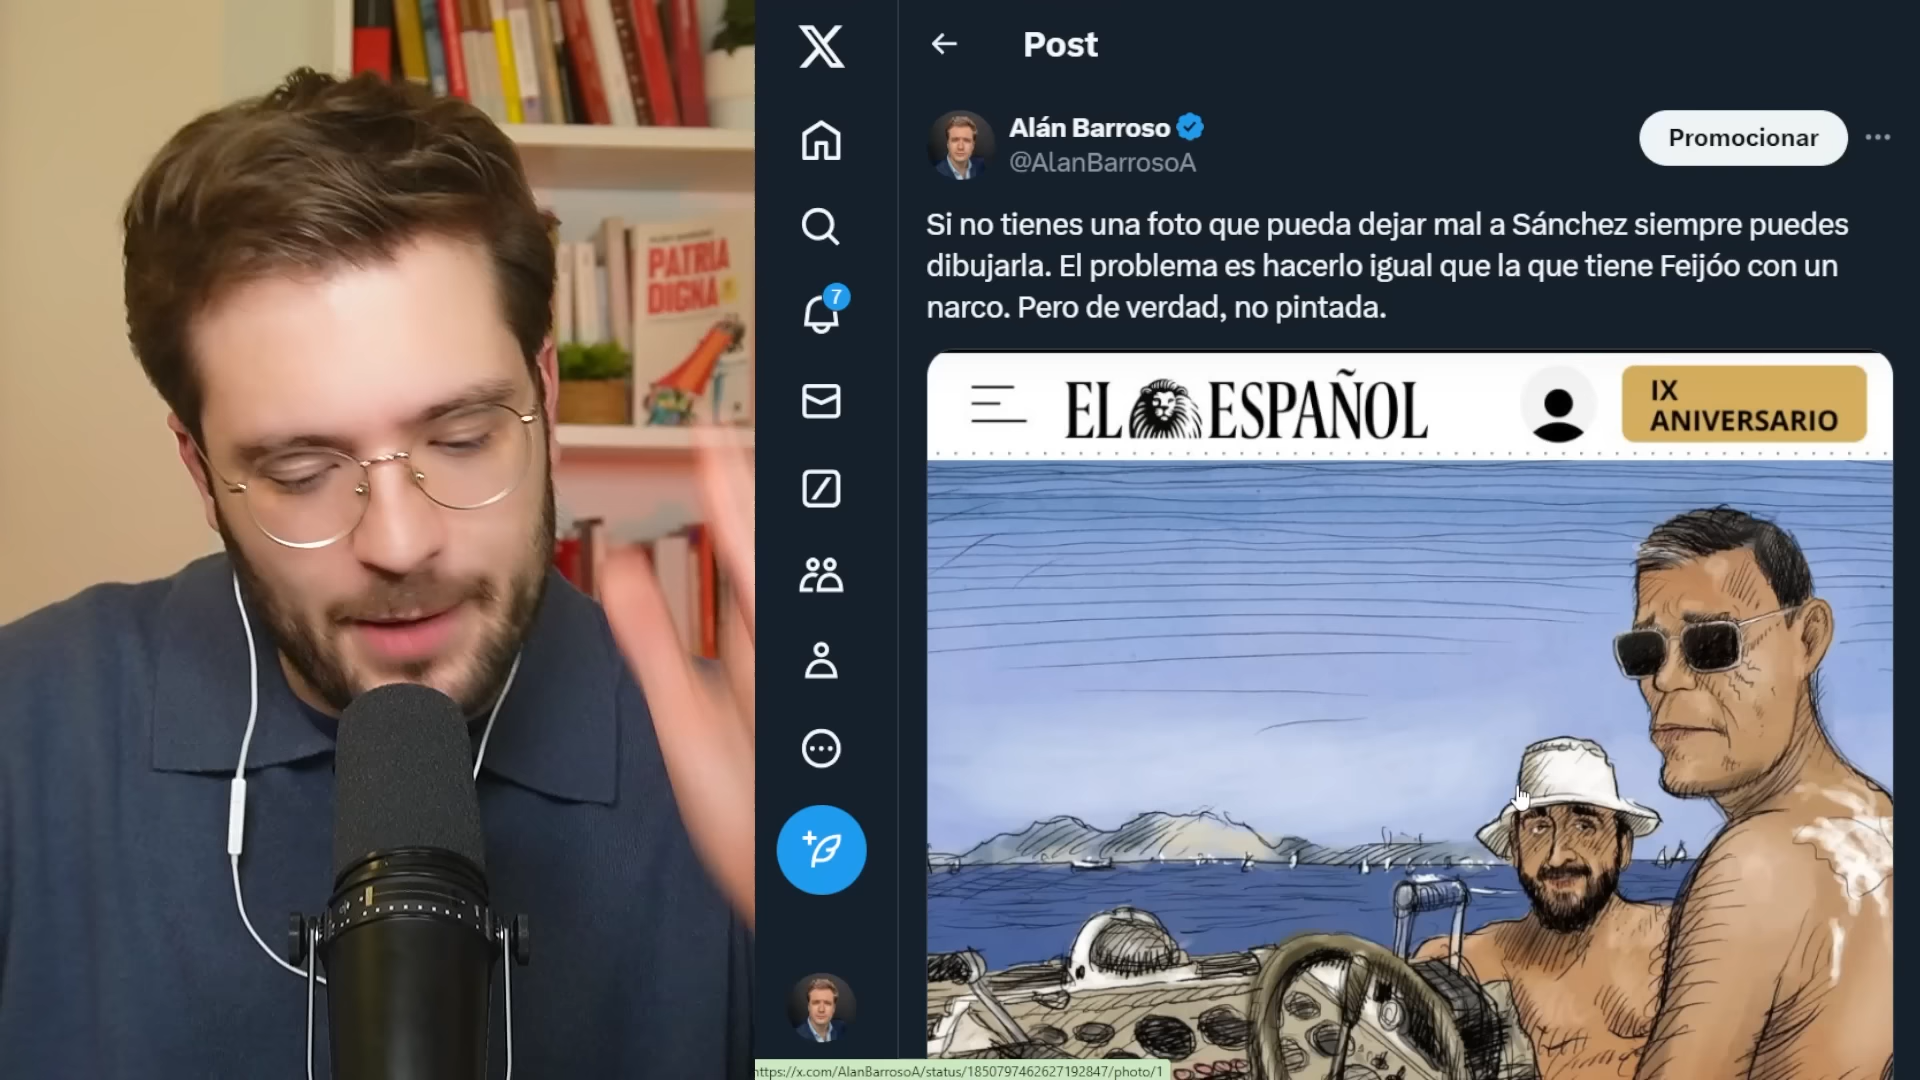 PATRIA
DIGNA
7
Post
Alán Barroso
@AlanBarrosoA
Promocionar
Si no tienes una foto que pueda dejar mal a Sánchez siempre puedes
dibujarla. El problema es hacerlo igual que la que tiene Feijóo con un
narco. Pero de verdad, no pintada.
EL ESPAÑOL
IX
ANIVERSARIO
https://x.com/AlanBarrosoA/status/1850797462627192847/photo/1